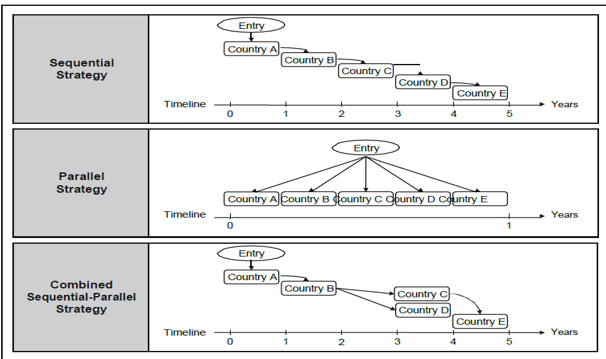 Sequential
Strategy
Entry
Country A
Country B
Country C
Country D
Country E
Timeline
0 1 2 3 4 5
Years
Parallel
Strategy
Entry
Country A Country B Country C Country D Country E
Timeline
0 1
Years
Combined
Sequential-Parallel
Strategy
Entry
Country A
Country B
Country C
Country D
Country E
Timeline
0 1 2 3 4 5
Years